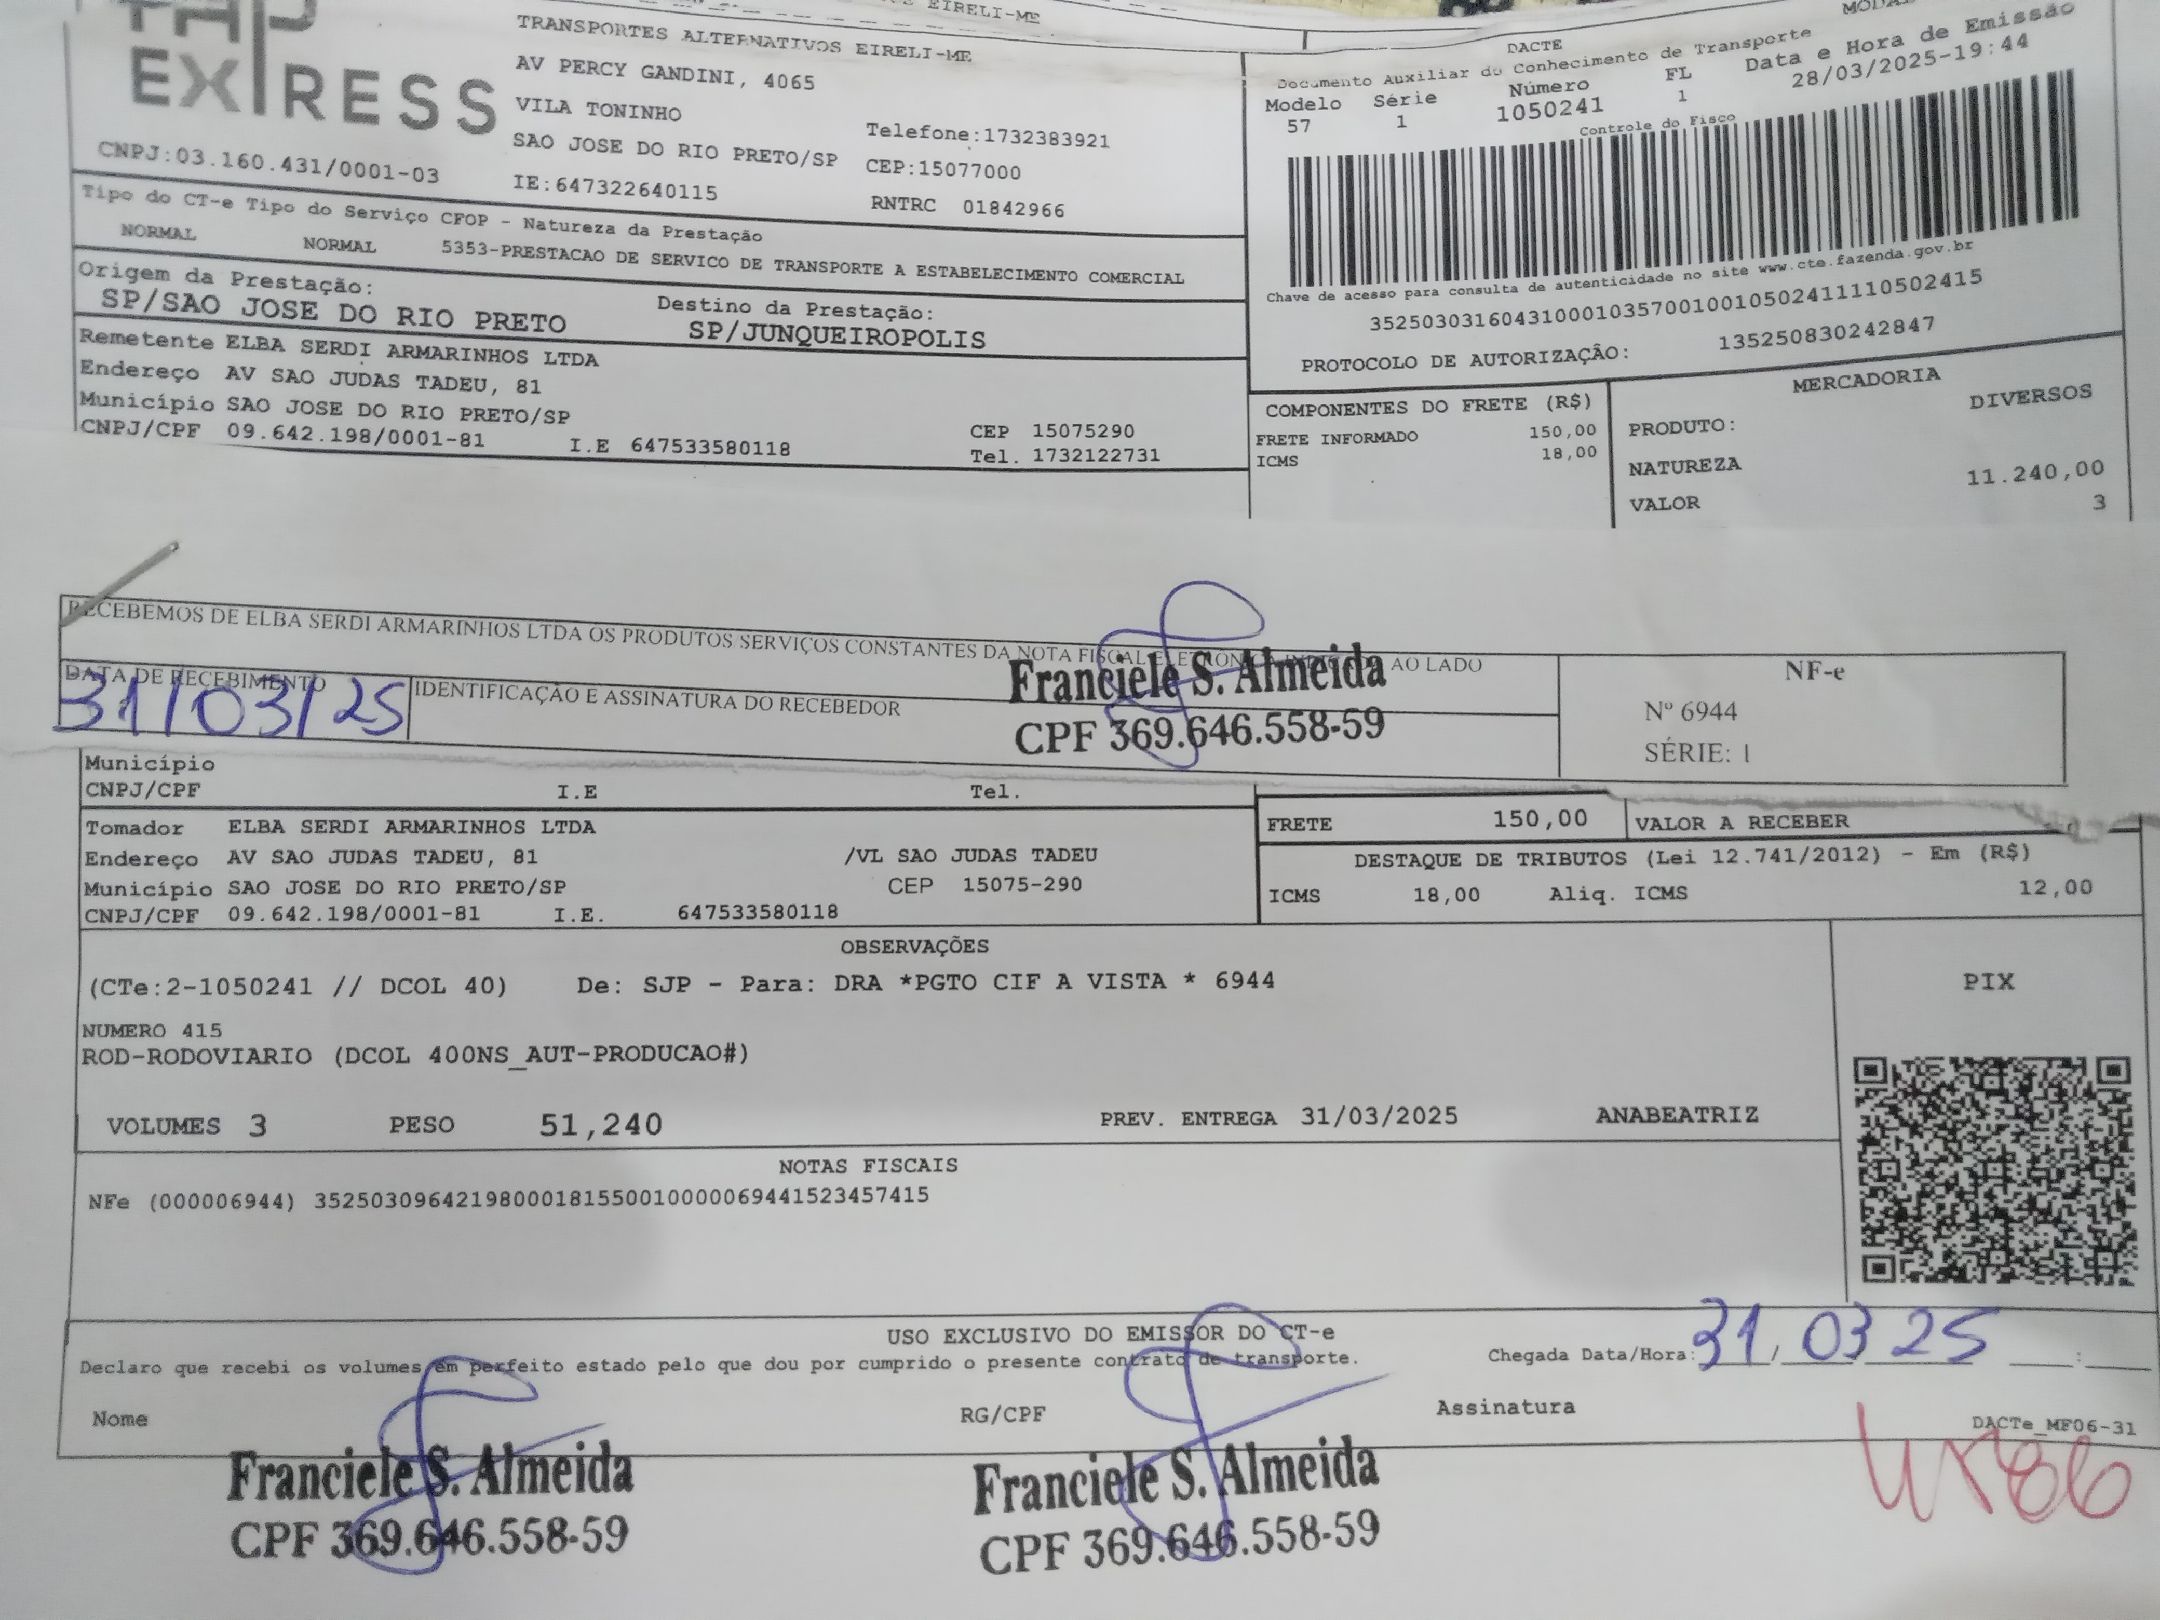 EIRELI-ME
TAP
EXPRESS
TRANSPORTES ALTERNATIVOS EIRELI-ME
AV PERCY GANDINI, 4065
VILA TONINHO
SAO JOSE DO RIO PRETO/SP
IE:647322640115
Telefone:1732383921
CEP:15077000
RNTRC 01842966
CNPJ:03.160.431/0001-03
DACTE
Documento Auxiliar do Conhecimento de Transporte
Modelo Série Número FL Data e Hora de Emissão
57 1 1050241 1 28/03/2025-19:44
Controle do Fisco
Chave de acesso para consulta de autenticidade no site www.cte.fazenda.gov.br
35250303160431000103570010010502411110502415
PROTOCOLO DE AUTORIZAÇÃO: 135250830242847
Tipo do CT-e Tipo do Serviço CFOP - Natureza da Prestação
NORMAL NORMAL 5353-PRESTACAO DE SERVICO DE TRANSPORTE A ESTABELECIMENTO COMERCIAL
Origem da Prestação: Destino da Prestação:
SP/SAO JOSE DO RIO PRETO SP/JUNQUEIROPOLIS
Remetente ELBA SERDI ARMARINHOS LTDA
Endereço AV SAO JUDAS TADEU, 81
Município SAO JOSE DO RIO PRETO/SP CEP 15075290
CNPJ/CPF 09.642.198/0001-81 I.E 647533580118 Tel. 1732122731
COMPONENTES DO FRETE (R$)
FRETE INFORMADO 150,00
ICMS 18,00
MERCADORIA
PRODUTO: DIVERSOS
NATUREZA
VALOR 11.240,00
3
RECEBEMOS DE ELBA SERDI ARMARINHOS LTDA OS PRODUTOS SERVIÇOS CONSTANTES DA NOTA FISCAL AO LADO
DATA DE RECEBIMENTO IDENTIFICAÇÃO E ASSINATURA DO RECEBEDOR
31/03/25
Franciele S. Almeida
CPF 369.646.558-59
NF-e
Nº 6944
SÉRIE: 1
Município
CNPJ/CPF I.E Tel.
Tomador ELBA SERDI ARMARINHOS LTDA
Endereço AV SAO JUDAS TADEU, 81 /VL SAO JUDAS TADEU
Município SAO JOSE DO RIO PRETO/SP CEP 15075-290
CNPJ/CPF 09.642.198/0001-81 I.E. 647533580118
FRETE 150,00 VALOR A RECEBER
DESTAQUE DE TRIBUTOS (Lei 12.741/2012) - Em (R$)
ICMS 18,00 Aliq. ICMS 12,00
OBSERVAÇÕES
(CTe:2-1050241 // DCOL 40) De: SJP - Para: DRA *PGTO CIF A VISTA * 6944
NUMERO 415
ROD-RODOVIARIO (DCOL 400NS_AUT-PRODUCAO#)
PIX
VOLUMES 3 PESO 51,240 PREV. ENTREGA 31/03/2025 ANABEATRIZ
NOTAS FISCAIS
NFe (000006944) 35250309642198000181550010000069441523457415
USO EXCLUSIVO DO EMISSOR DO CT-e
Declaro que recebi os volumes em perfeito estado pelo que dou por cumprido o presente contrato de transporte. Chegada Data/Hora: 31/03 25 :
Nome RG/CPF Assinatura
DACTe_MF06-31
Franciele S. Almeida
CPF 369.646.558-59
Franciele S. Almeida
CPF 369.646.558-59